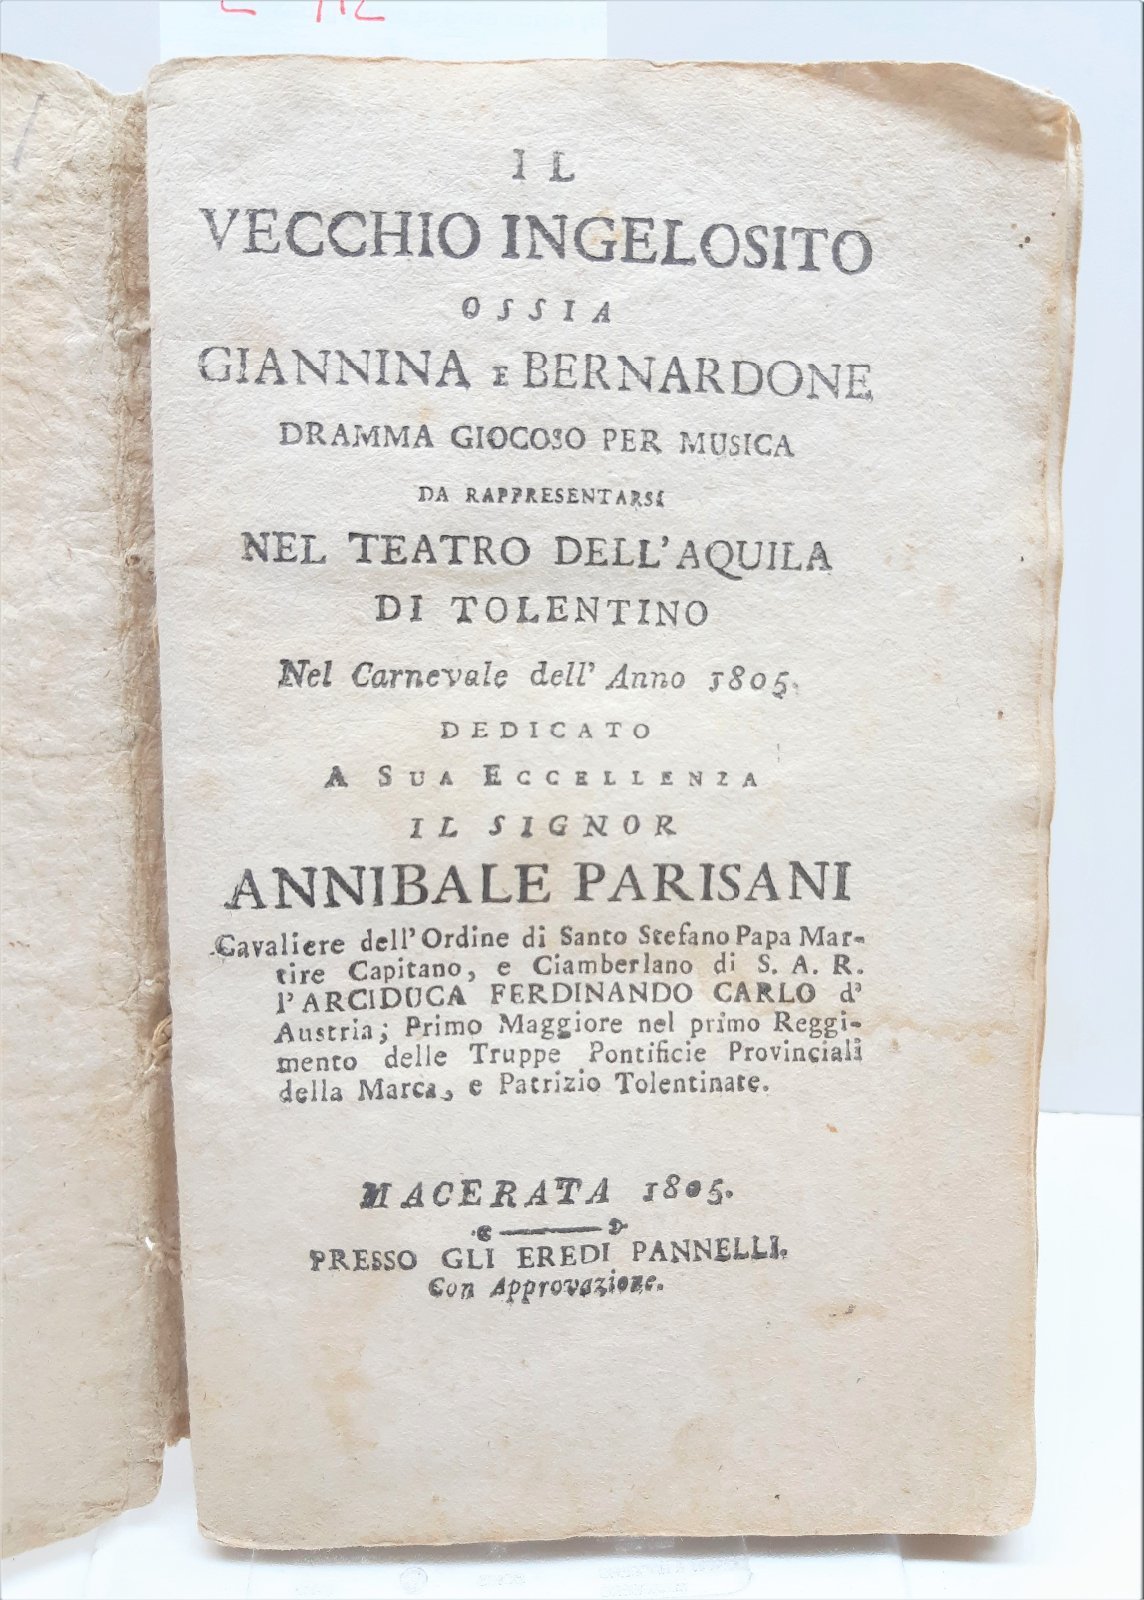 IL
VECCHIO INGELOSITO
OSSIA
GIANNINA E BERNARDONE
DRAMMA GIOCOSO PER MUSICA
DA RAPPRESENTARSI
NEL TEATRO DELL'AQUILA
DI TOLENTINO
Nel Carnevale dell' Anno 1805.
DEDICATO
A SUA ECCELLENZA
IL SIGNOR
ANNIBALE PARISANI
Cavaliere dell'Ordine di Santo Stefano Papa Mar-
tire Capitano, e Ciamberlano di S. A. R.
l'ARCIDUCA FERDINANDO CARLO d'
Austria; Primo Maggiore nel primo Reggi-
mento delle Truppe Pontificie Provinciali
della Marca, e Patrizio Tolentinate.
MACERATA 1805.
PRESSO GLI EREDI PANNELLI.
Con Approvazione.